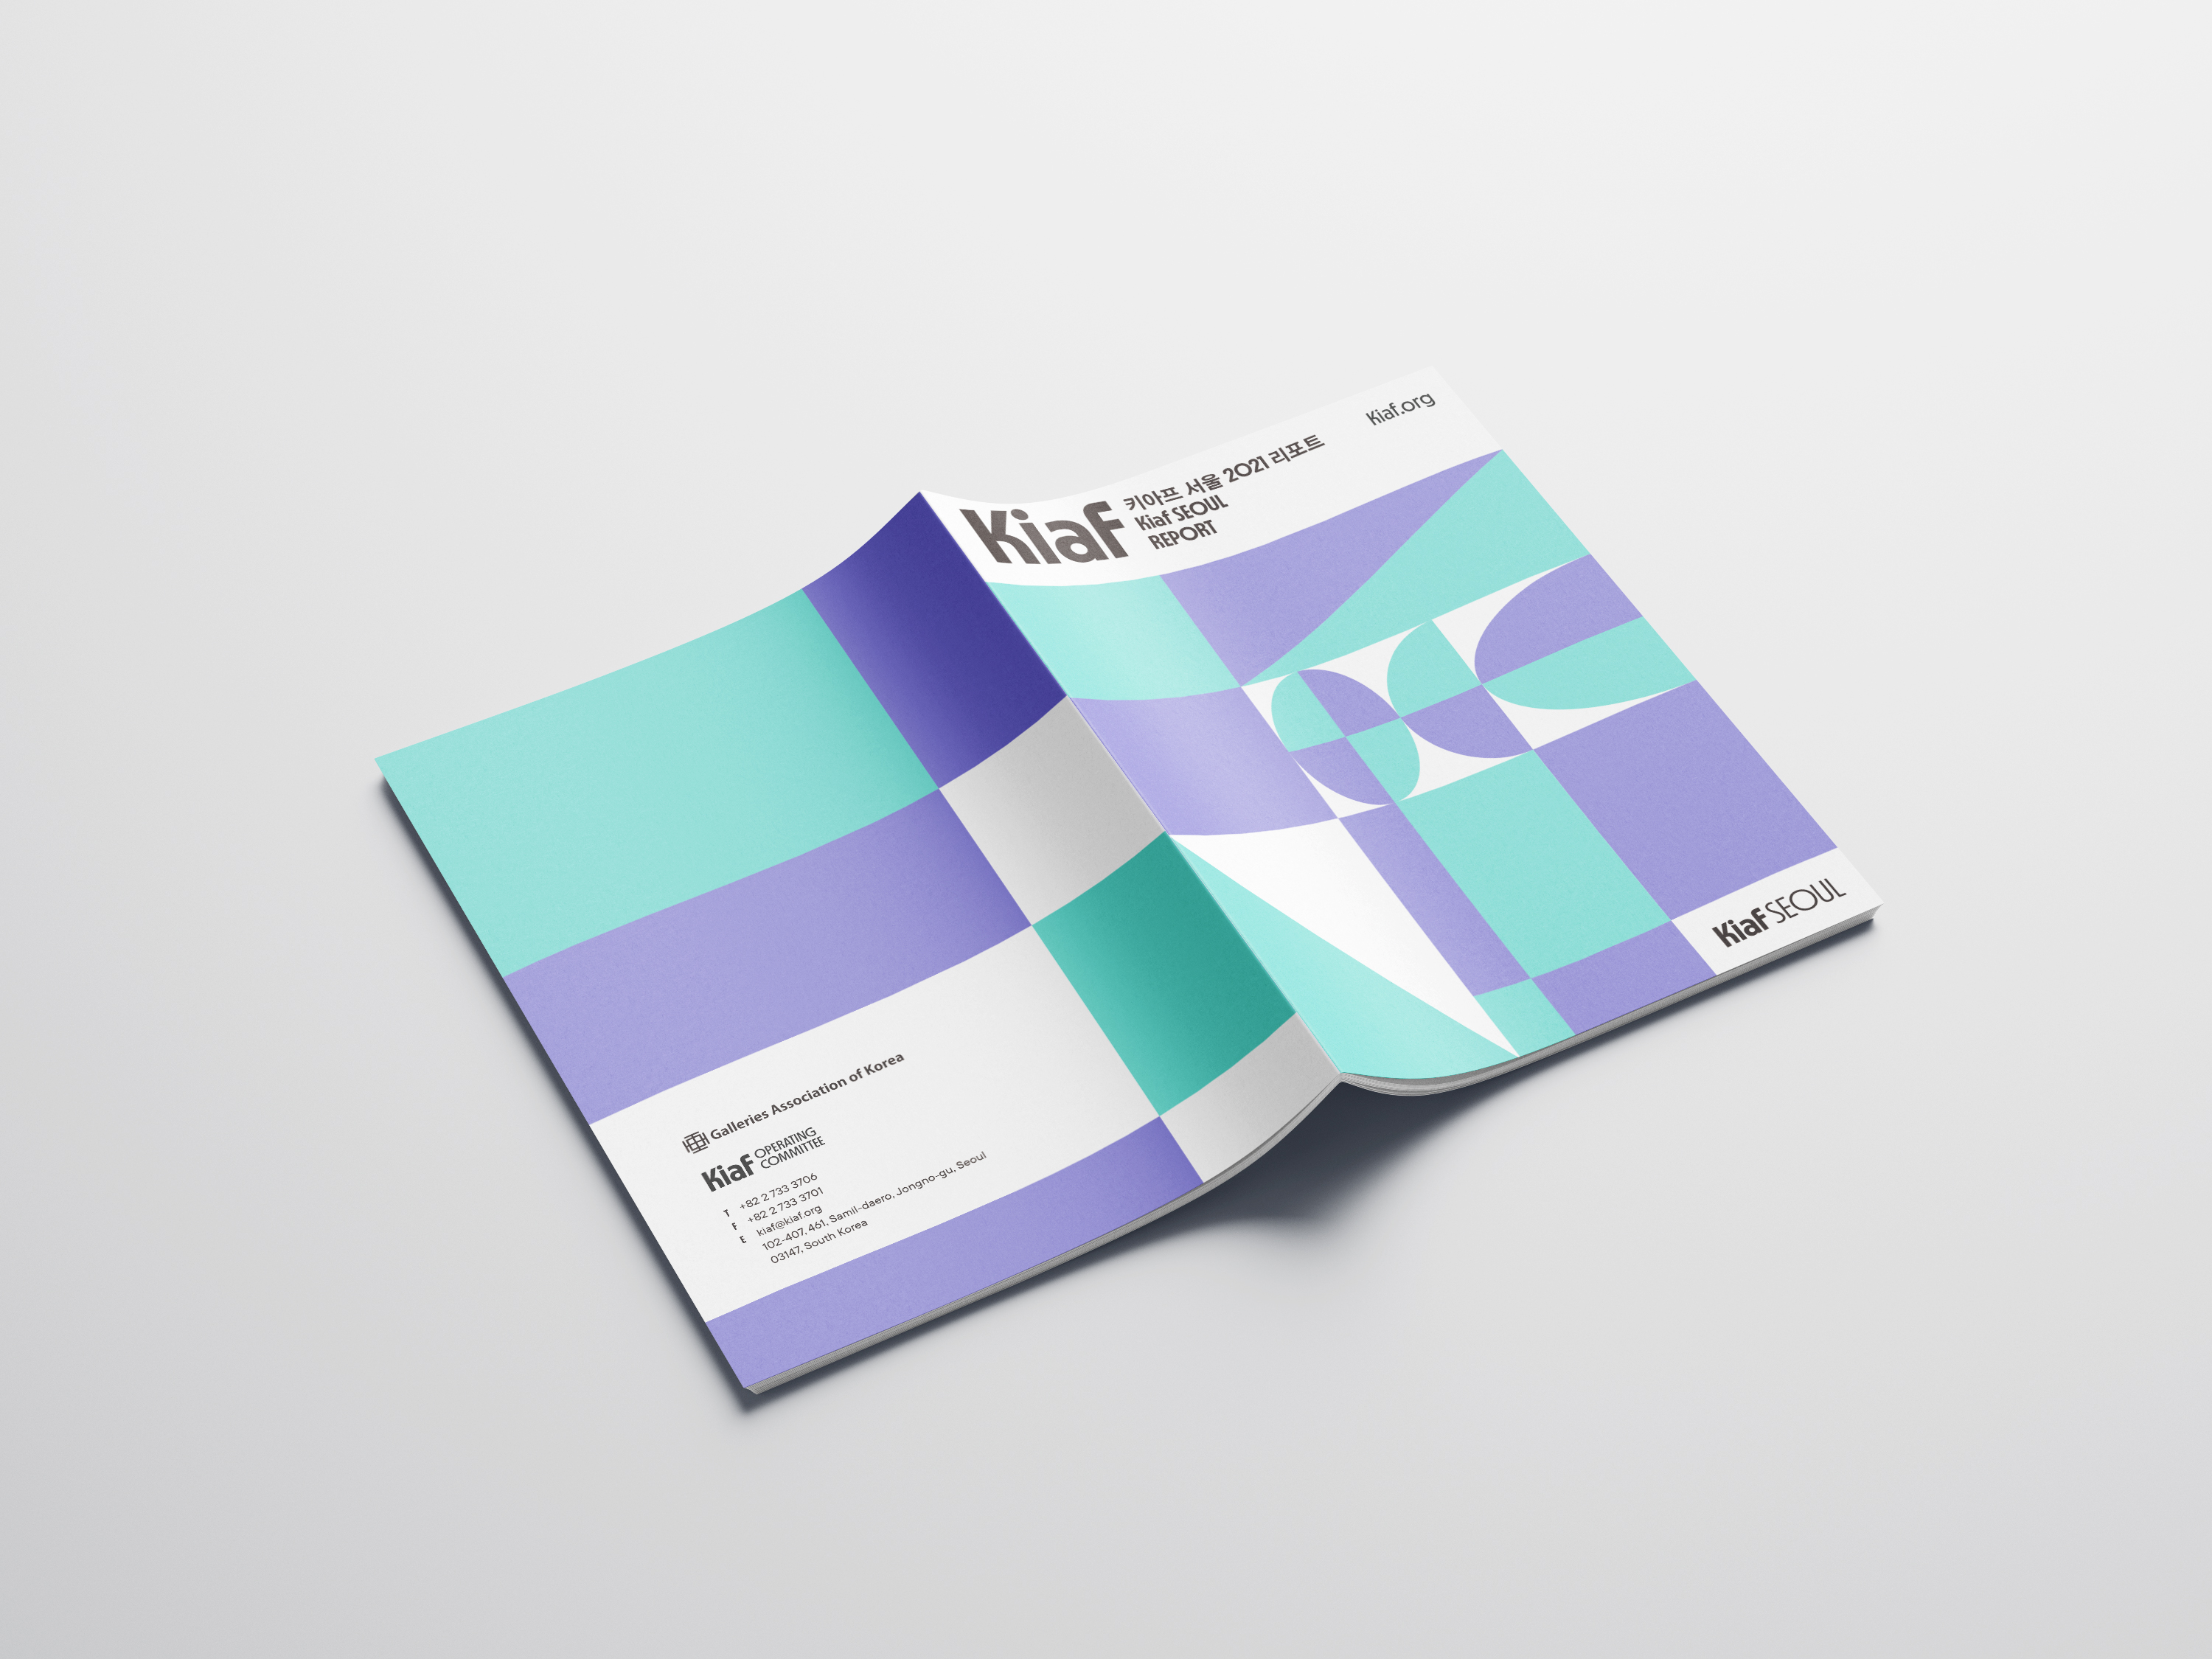 Kiaf
키아프 서울 2021 리포트
Kiaf SEOUL
REPORT
Kiaf.org
Kiaf SEOUL
Galleries Association of Korea
Kiaf OPERATING
COMMITTEE
T +82 2 733 3706
F +82 2 733 3701
E kiaf@kiaf.org
102-407, 461, Samil-daero, Jongno-gu, Seoul
03147, South Korea